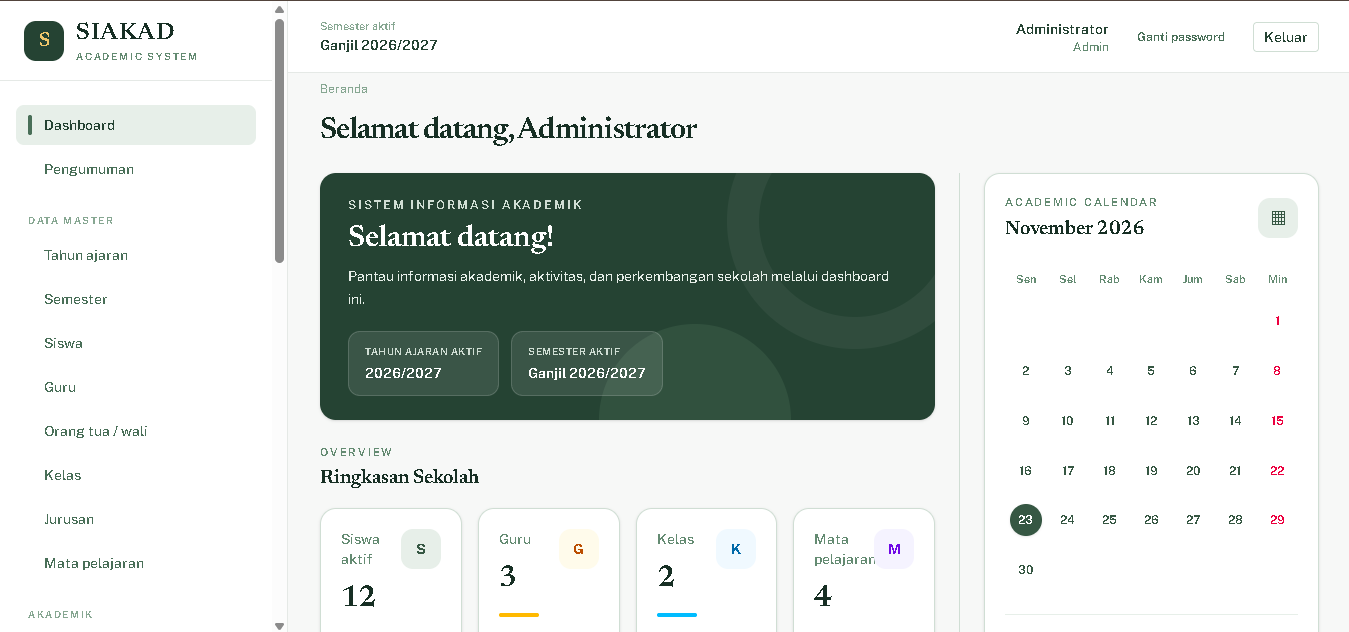 S
SIAKAD
ACADEMIC SYSTEM
Dashboard
Pengumuman
DATA MASTER
Tahun ajaran
Semester
Siswa
Guru
Orang tua / wali
Kelas
Jurusan
Mata pelajaran
AKADEMIK
Semester aktif
Ganjil 2026/2027
Administrator
Admin
Ganti password
Keluar
Beranda
Selamat datang, Administrator
SISTEM INFORMASI AKADEMIK
Selamat datang!
Pantau informasi akademik, aktivitas, dan perkembangan sekolah melalui dashboard
ini.
TAHUN AJARAN AKTIF
2026/2027
SEMESTER AKTIF
Ganjil 2026/2027
OVERVIEW
Ringkasan Sekolah
Siswa
aktif
S
12
Guru
G
3
Kelas
K
2
Mata
pelajaran
M
4
ACADEMIC CALENDAR
November 2026
Sen Sel Rab Kam Jum Sab Min
1
2 3 4 5 6 7 8
9 10 11 12 13 14 15
16 17 18 19 20 21 22
23 24 25 26 27 28 29
30